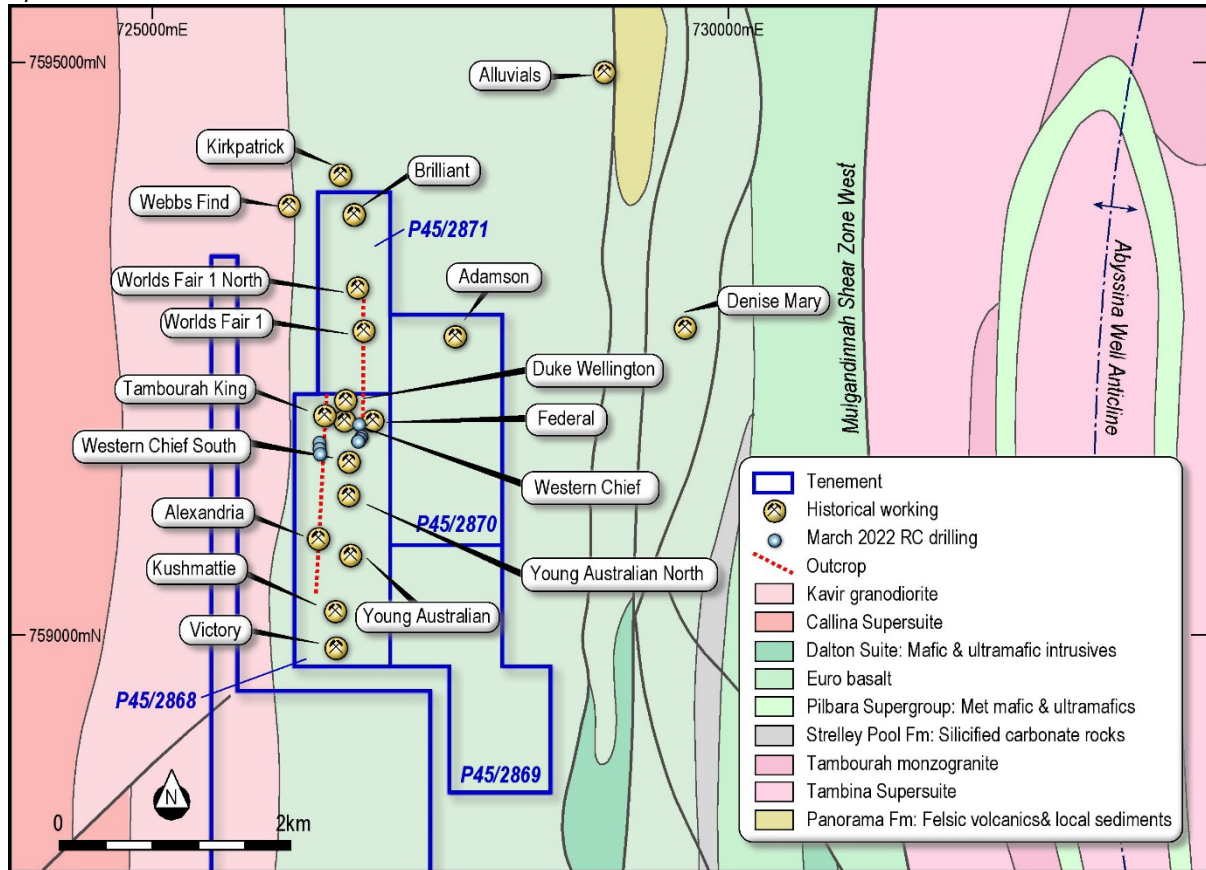 725000mE
730000mE
7595000mN
Alluvials
Kirkpatrick
Brilliant
Webbs Find
P45/2871
Worlds Fair 1 North
Adamson
Denise Mary
Worlds Fair 1
Duke Wellington
Tambourah King
Federal
Western Chief South
Western Chief
Alexandria
P45/2870
Kushmattie
Young Australian North
Young Australian
759000mN
Victory
P45/2868
P45/2869
Mulgandinnah Shear Zone West
Abyssina Well Anticline
N
0
2km
Tenement
Historical working
March 2022 RC drilling
Outcrop
Kavir granodiorite
Callina Supersuite
Dalton Suite: Mafic & ultramafic intrusives
Euro basalt
Pilbara Supergroup: Met mafic & ultramafics
Strelley Pool Fm: Silicified carbonate rocks
Tambourah monzogranite
Tambina Supersuite
Panorama Fm: Felsic volcanics& local sediments